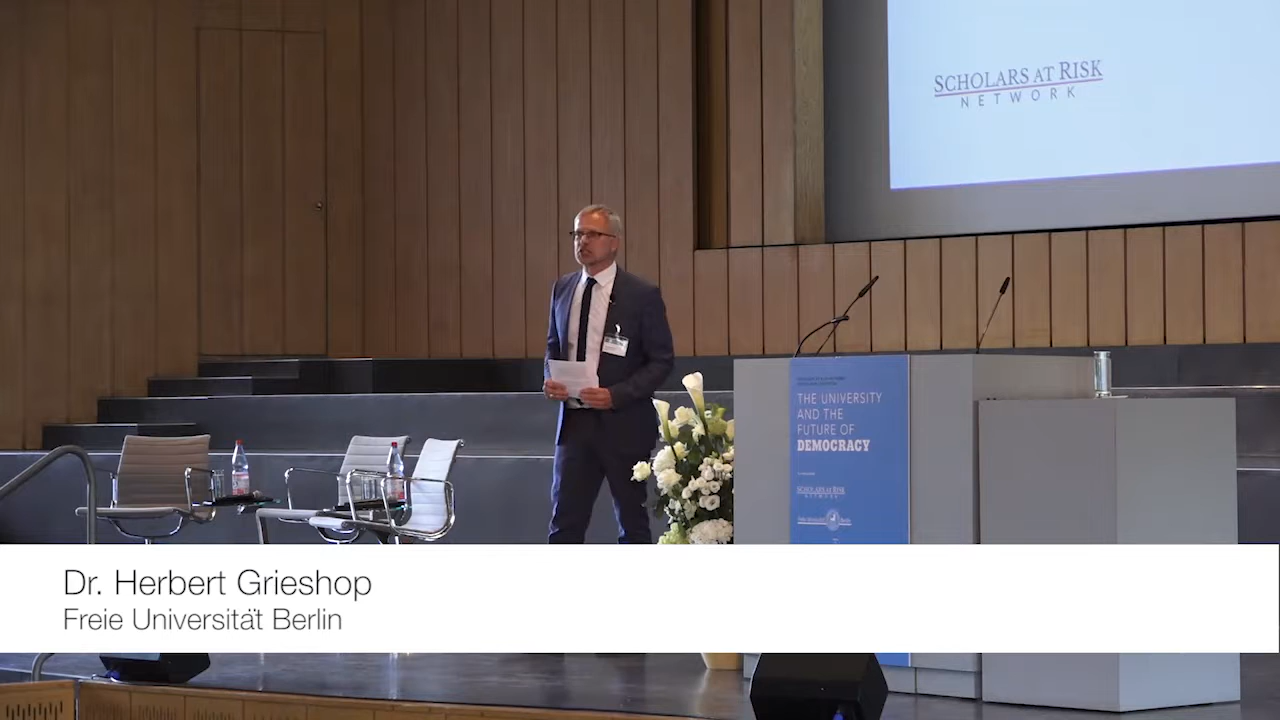 SCHOLARS AT RISK
NETWORK
THE UNIVERSITY
AND THE
FUTURE OF
DEMOCRACY
SCHOLARS AT RISK
NETWORK
Dr. Herbert Grieshop
Freie Universität Berlin